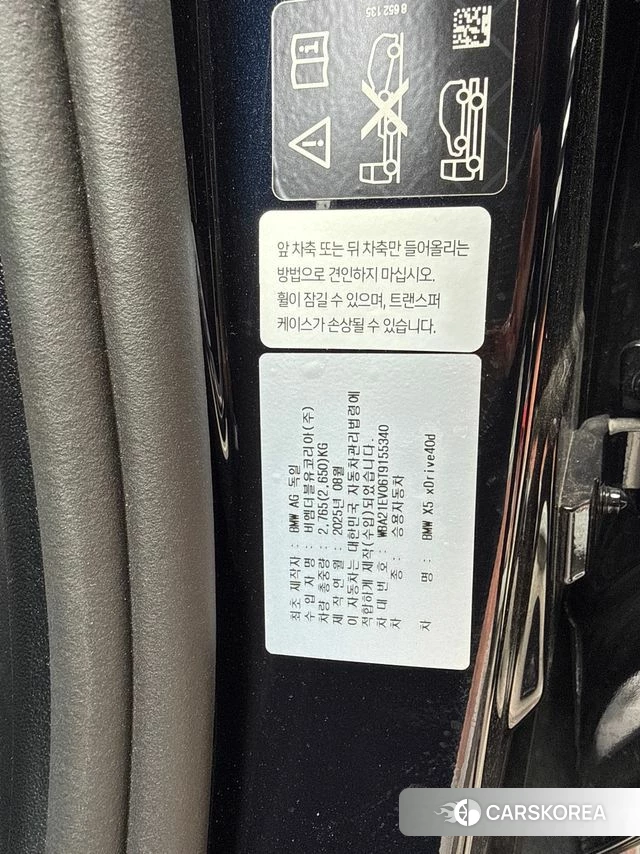 8 652 135
앞 차축 또는 뒤 차축만 들어올리는
방법으로 견인하지 마십시오.
휠이 잠길 수 있으며, 트랜스퍼
케이스가 손상될 수 있습니다.
최초 제작자 : BMW AG 독일
수 입 자 명 : 비엠더블유코리아(주)
차량 총중량 : 2,765(2,650)KG
제 작 연 월 : 2025년 08월
이 자동차는 대한민국 자동차관리법령에
적합하게 제작(수입)되었습니다.
차 대 번 호 : WBA21EV06T9155340
차 종 : 승용자동차
차 명 : BMW X5 xDrive40d
CARSKOREA